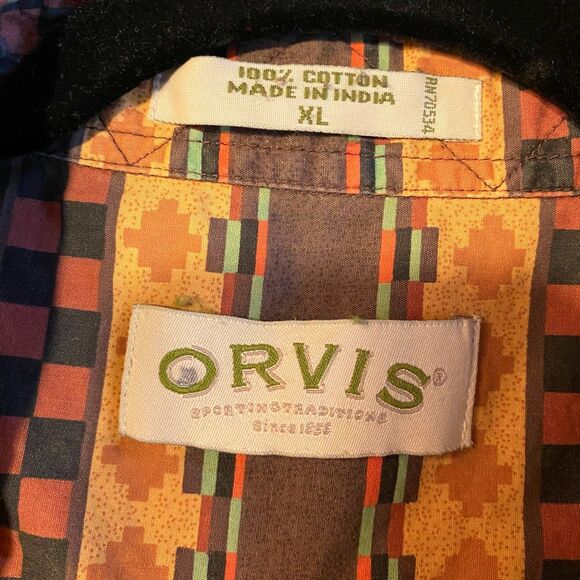 100% COTTON
MADE IN INDIA
XL
RN70534
ORVIS®
SPORTING TRADITIONS
Since 1856